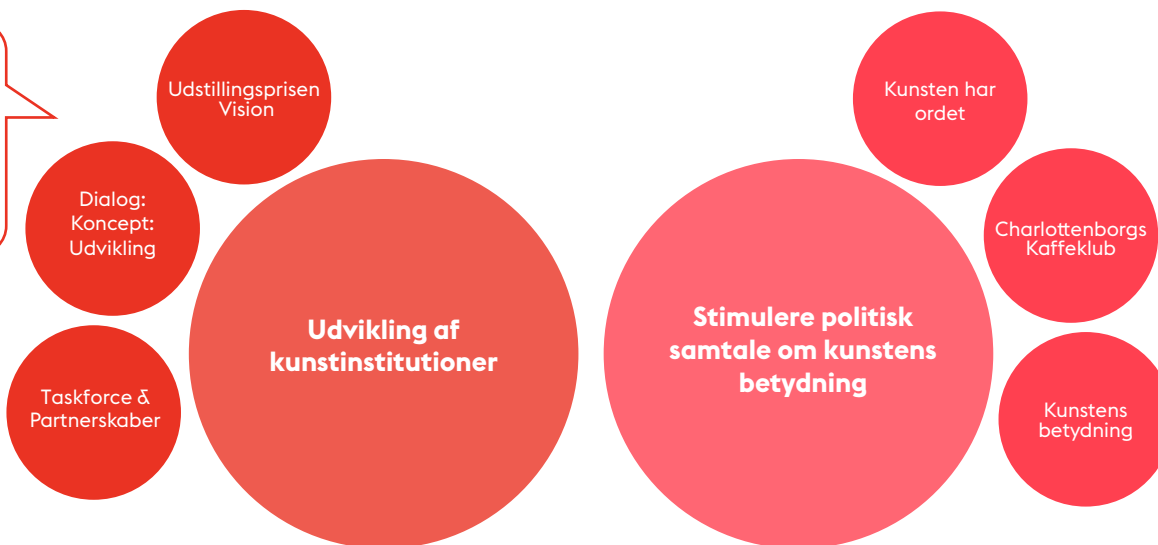 Udstillingsprisen
Vision
Dialog:
Koncept:
Udvikling
Taskforce &
Partnerskaber
Udvikling af
kunstinstitutioner
Stimulere politisk
samtale om kunstens
betydning
Kunsten har
ordet
Charlottenborgs
Kaffeklub
Kunstens
betydning